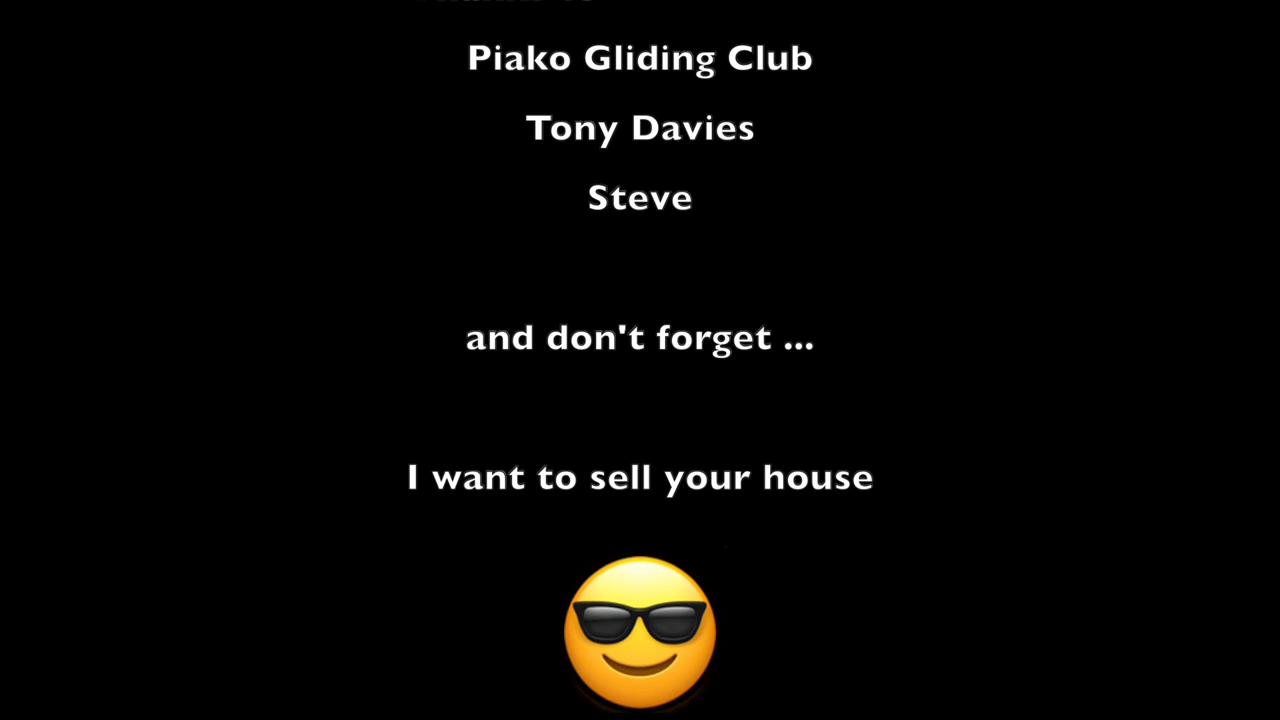 Piako Gliding Club
Tony Davies
Steve
and don't forget ...
I want to sell your house